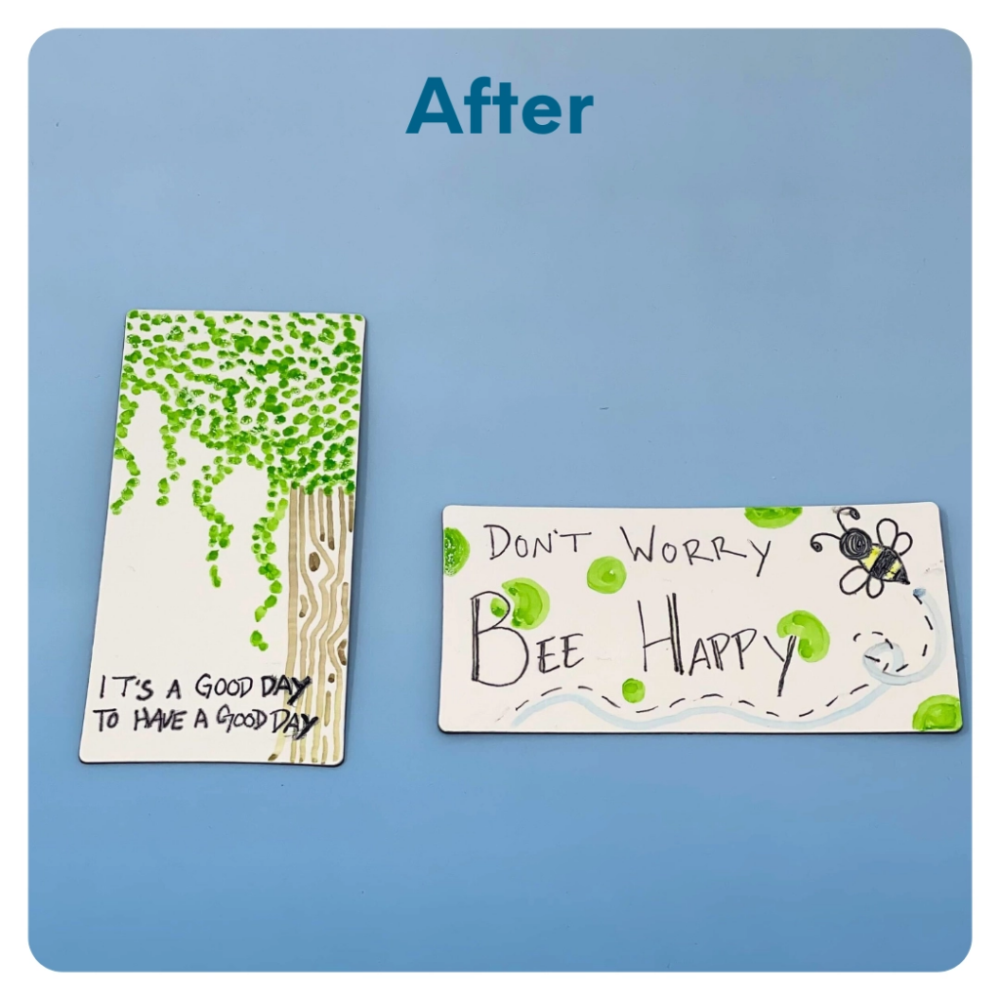 After
IT'S A GOOD DAY
TO HAVE A GOOD DAY
DON'T WORRY
BEE HAPPY